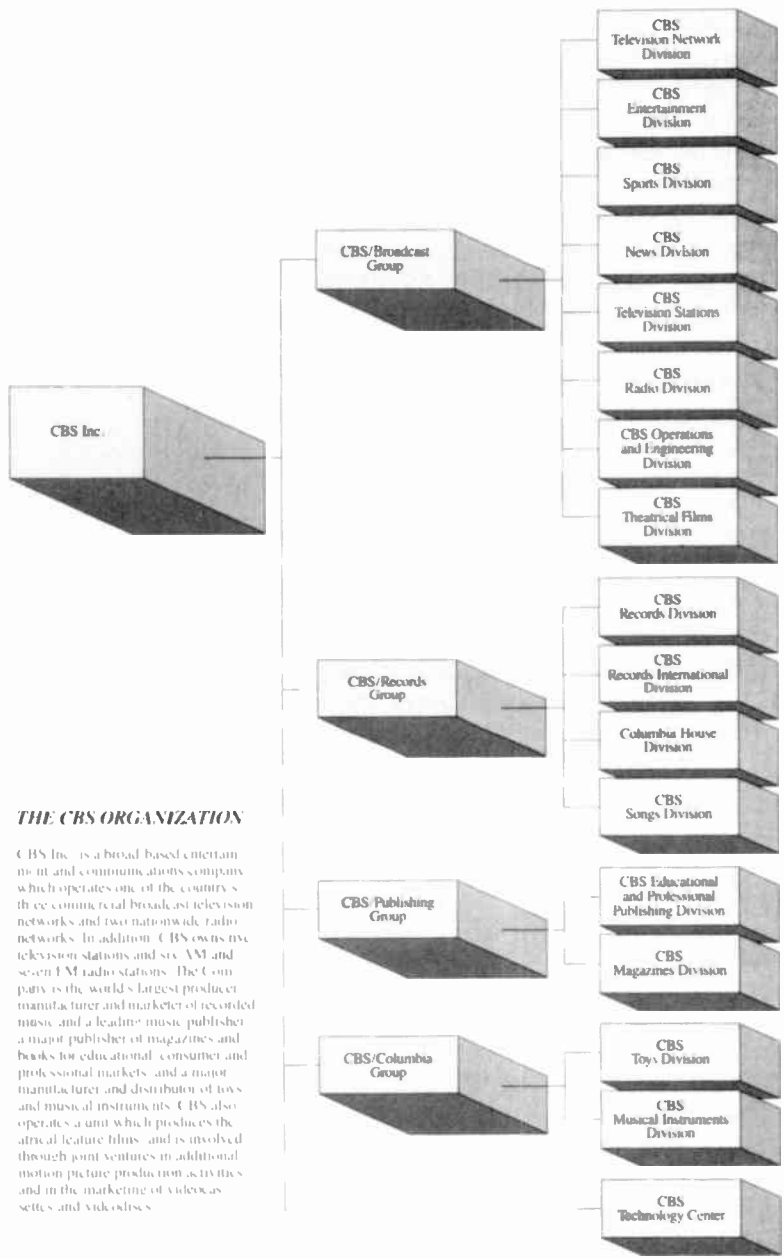 CBS
Television Network
Division
CBS
Entertainment
Division
CBS
Sports Division
CBS
News Division
CBS
Television Stations
Division
CBS
Radio Division
CBS Operations
and Engineering
Division
CBS
Theatrical Films
Division
CBS/Broadcast
Group
CBS Inc.
CBS
Records Division
CBS
Records International
Division
Columbia House
Division
CBS
Songs Division
CBS/Records
Group
THE CBS ORGANIZATION
CBS Inc. is a broad-based entertain
ment and communications company
which operates one of the country's
three commercial broadcast television
networks and two nationwide radio
networks. In addition, CBS owns five
television stations and six AM and
seven FM radio stations. The Com
pany is the world's largest producer,
manufacturer and marketer of recorded
music and a leading music publisher,
a major publisher of magazines and
books for educational, consumer and
professional markets, and a major
manufacturer and distributor of toys
and musical instruments. CBS also
operates a unit which produces the
atrical feature films, and is involved
through joint ventures in additional
motion picture production activities
and in the marketing of videocas
settes and videodiscs.
CBS/Publishing
Group
CBS Educational
and Professional
Publishing Division
CBS
Magazines Division
CBS/Columbia
Group
CBS
Toys Division
CBS
Musical Instruments
Division
CBS
Technology Center